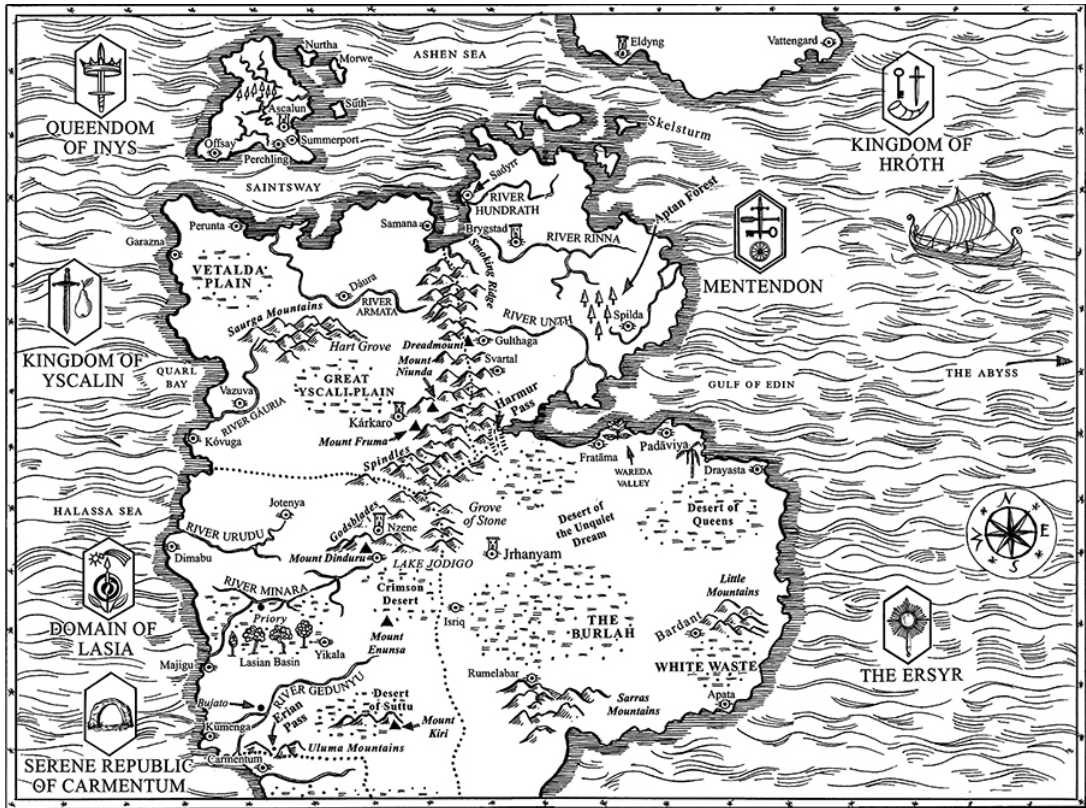 Nurtha
Morwe
ASHEN SEA
Eldyng
Vattengard
QUEENDOM
OF INYS
Ascalun
Suth
Offsay
Summerport
Perchling
Skelsturm
KINGDOM OF
HRÓTH
SAINTSWAY
Sadyrr
RIVER
HUNDRATH
Aptan Forest
Perunta
Samana
Brygstad
RIVER RINNA
Garazna
Smoking Ridge
VETALDA
PLAIN
Dáura
RIVER
ARMATA
MENTENDON
Saurga Mountains
RIVER UNTH
Spilda
Hart Grove
Dreadmount
Gulthaga
KINGDOM OF
YSCALIN
QUARL
BAY
Mount
Niunda
Svartal
THE ABYSS
GREAT
YSCALI PLAIN
GULF OF EDIN
Vazuva
RIVER GÁURIA
Harmur
Pass
Kárkaro
Kóvuga
Mount Fruma
Fratāma
Padāviya
WAREDA
VALLEY
Drayasta
Spindles
HALASSA SEA
Jotenya
Godsblades
Nzene
Grove
of Stone
Desert of
the Unquiet
Dream
Desert of
Queens
N
E
S
W
RIVER URUDU
Dimabu
Mount Dinduru
LAKE JODIGO
Jrhanyam
RIVER MINARA
Crimson
Desert
Little
Mountains
Priory
Isriq
THE
BURLAH
Bardant
DOMAIN OF
LASIA
Mount
Enunsa
Lasian Basin
Yikala
Majigu
WHITE WASTE
THE ERSYR
Rumelabar
RIVER GEDUNYU
Desert
of Suttu
Sarras
Mountains
Apata
Bujato
Erian
Pass
Mount
Kiri
Kumenga
Uluma Mountains
Carmentum
SERENE REPUBLIC
OF CARMENTUM